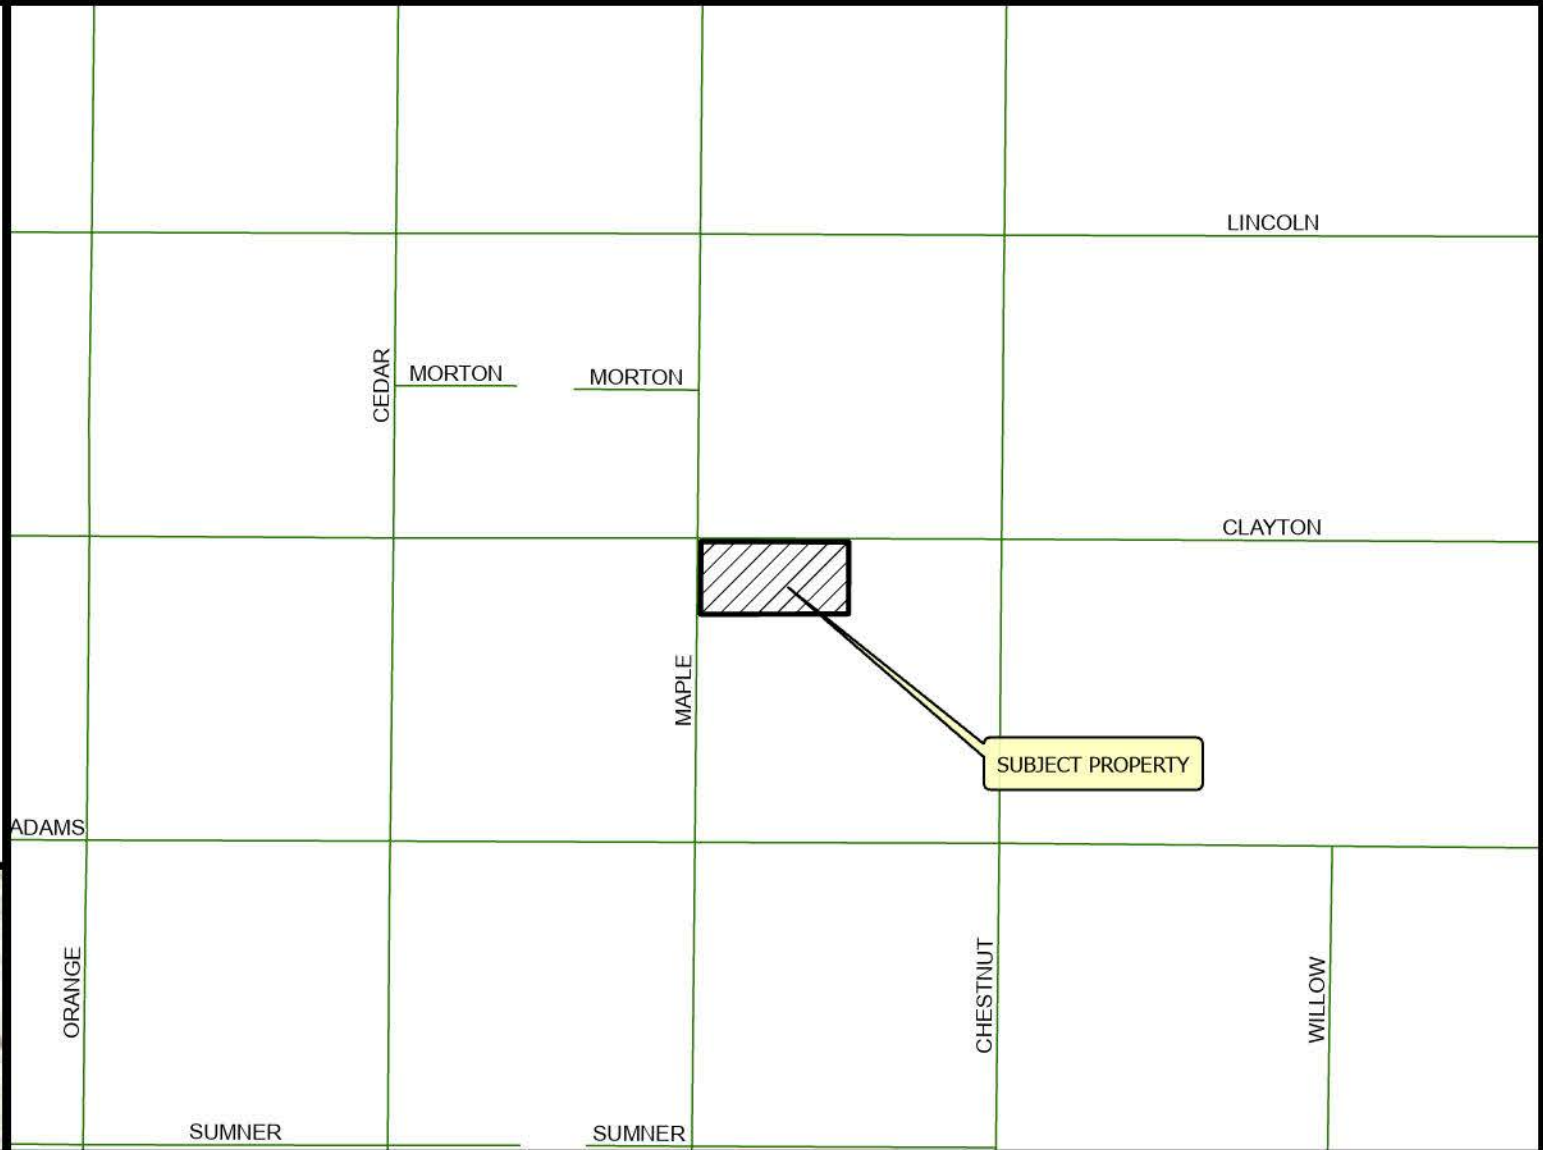 LINCOLN
CEDAR
MORTON
MORTON
CLAYTON
MAPLE
SUBJECT PROPERTY
ADAMS
ORANGE
CHESTNUT
WILLOW
SUMNER
SUMNER